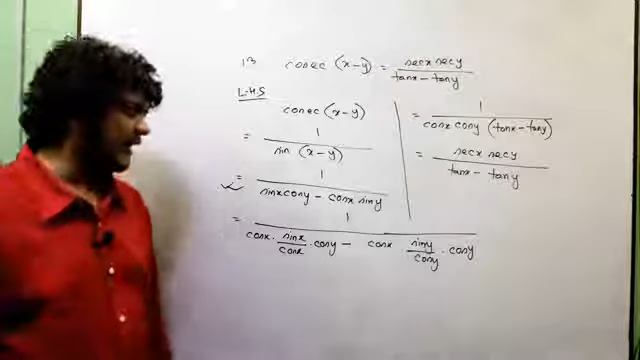 13 cosec (x-y) = secx secy / tanx - tany
L.H.S
cosec (x-y)
= 1 / sin (x-y)
= 1 / sinx cosy - cosx siny
= 1 / cosx · sinx/cosx · cosy - cosx siny/cosy · cosy
= 1 / cosx cosy (tanx - tany)
= secx secy / tanx - tany